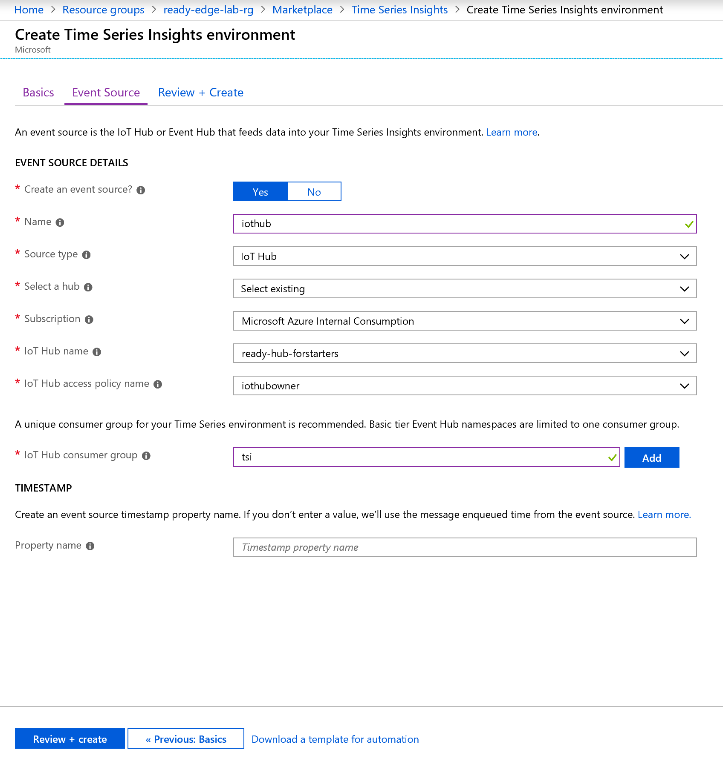 Home > Resource groups > ready-edge-lab-rg > Marketplace > Time Series Insights > Create Time Series Insights environment
Create Time Series Insights environment
Microsoft
Basics Event Source Review + Create
An event source is the IoT Hub or Event Hub that feeds data into your Time Series Insights environment. Learn more.
EVENT SOURCE DETAILS
* Create an event source? Yes No
* Name iothub
* Source type IoT Hub
* Select a hub Select existing
* Subscription Microsoft Azure Internal Consumption
* IoT Hub name ready-hub-forstarters
* IoT Hub access policy name iothubowner
A unique consumer group for your Time Series environment is recommended. Basic tier Event Hub namespaces are limited to one consumer group.
* IoT Hub consumer group tsi Add
TIMESTAMP
Create an event source timestamp property name. If you don't enter a value, we'll use the message enqueued time from the event source. Learn more.
Property name Timestamp property name
Review + create « Previous: Basics Download a template for automation